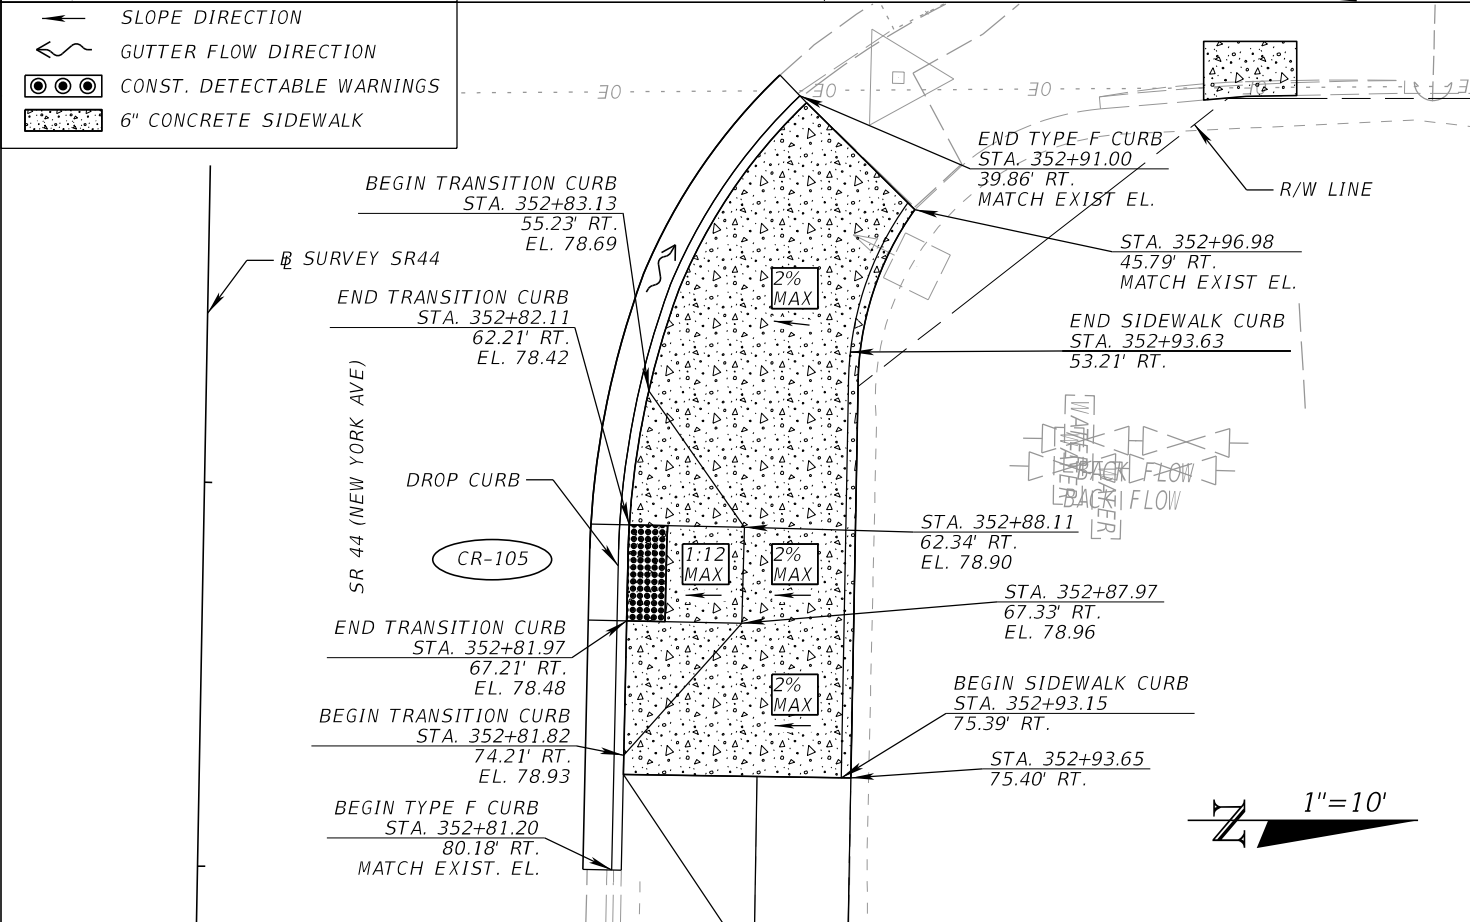 SLOPE DIRECTION
GUTTER FLOW DIRECTION
CONST. DETECTABLE WARNINGS
6" CONCRETE SIDEWALK
OE
OE
OE
OE
END TYPE F CURB
STA. 352+91.00
39.86' RT.
MATCH EXIST EL.
R/W LINE
BEGIN TRANSITION CURB
STA. 352+83.13
55.23' RT.
EL. 78.69
STA. 352+96.98
45.79' RT.
MATCH EXIST EL.
BL SURVEY SR44
2%
MAX
END TRANSITION CURB
STA. 352+82.11
62.21' RT.
EL. 78.42
END SIDEWALK CURB
STA. 352+93.63
53.21' RT.
SR 44 (NEW YORK AVE)
DROP CURB
BACK FLOW
BACK FLOW
CR-105
1:12
MAX
2%
MAX
STA. 352+88.11
62.34' RT.
EL. 78.90
STA. 352+87.97
67.33' RT.
EL. 78.96
END TRANSITION CURB
STA. 352+81.97
67.21' RT.
EL. 78.48
2%
MAX
BEGIN SIDEWALK CURB
STA. 352+93.15
75.39' RT.
BEGIN TRANSITION CURB
STA. 352+81.82
74.21' RT.
EL. 78.93
STA. 352+93.65
75.40' RT.
BEGIN TYPE F CURB
STA. 352+81.20
80.18' RT.
MATCH EXIST. EL.
N
1"=10'